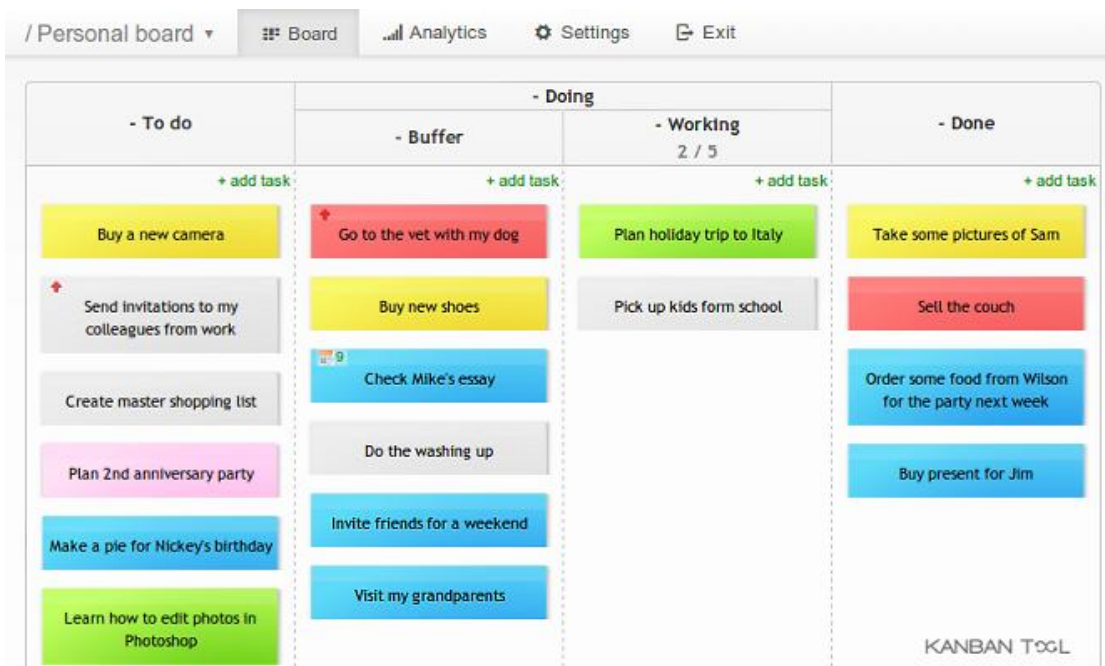 / Personal board ▾
Board
Analytics
Settings
Exit
- To do
- Doing
- Buffer
- Working
2 / 5
- Done
+ add task
Buy a new camera
Send invitations to my
colleagues from work
Create master shopping list
Plan 2nd anniversary party
Make a pie for Nickey's birthday
Learn how to edit photos in
Photoshop
+ add task
Go to the vet with my dog
Buy new shoes
9
Check Mike's essay
Do the washing up
Invite friends for a weekend
Visit my grandparents
+ add task
Plan holiday trip to Italy
Pick up kids form school
+ add task
Take some pictures of Sam
Sell the couch
Order some food from Wilson
for the party next week
Buy present for Jim
KANBAN TOOL